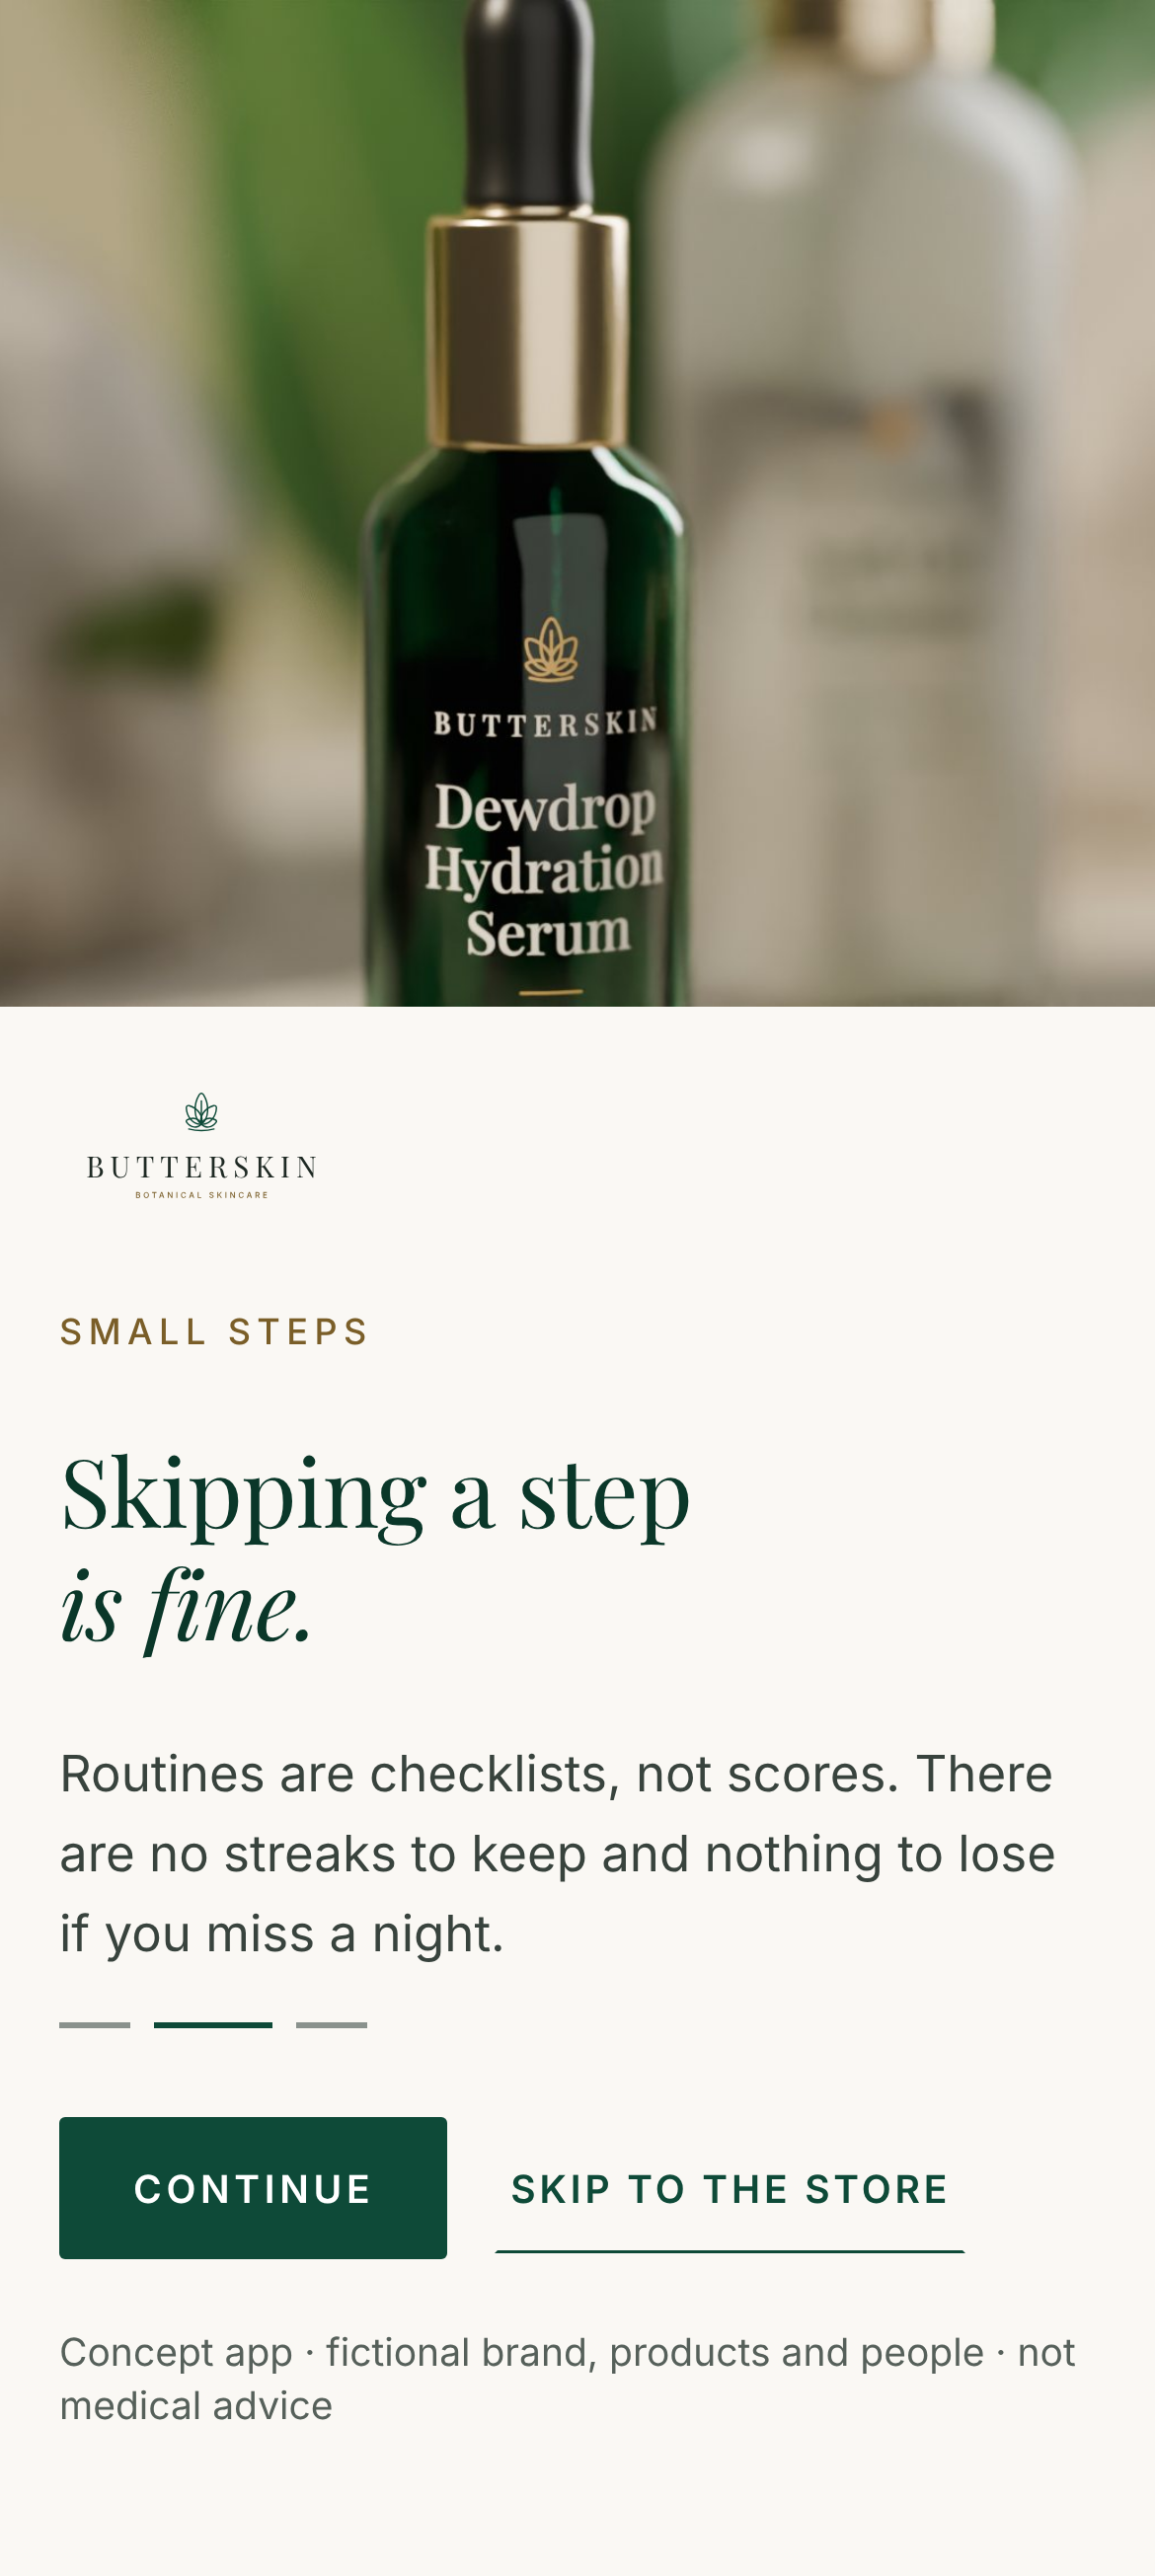 BUTTERSKIN
Dewdrop
Hydration
Serum
BUTTERSKIN
BOTANICAL SKINCARE
SMALL STEPS
Skipping a step
is fine.
Routines are checklists, not scores. There
are no streaks to keep and nothing to lose
if you miss a night.
CONTINUE
SKIP TO THE STORE
Concept app · fictional brand, products and people · not
medical advice